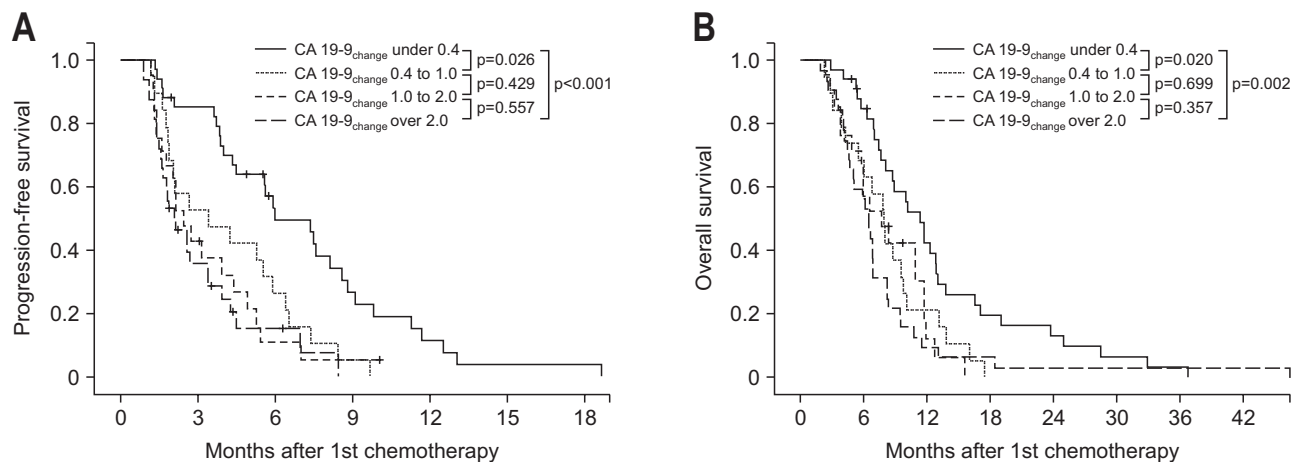 A
Progression-free survival
1.0
0.8
0.6
0.4
0.2
0
CA 19-9change under 0.4
CA 19-9change 0.4 to 1.0
CA 19-9change 1.0 to 2.0
CA 19-9change over 2.0
p=0.026
p=0.429
p=0.557
p<0.001
0 3 6 9 12 15 18
Months after 1st chemotherapy
B
Overall survival
1.0
0.8
0.6
0.4
0.2
0
CA 19-9change under 0.4
CA 19-9change 0.4 to 1.0
CA 19-9change 1.0 to 2.0
CA 19-9change over 2.0
p=0.020
p=0.699
p=0.357
p=0.002
0 6 12 18 24 30 36 42
Months after 1st chemotherapy